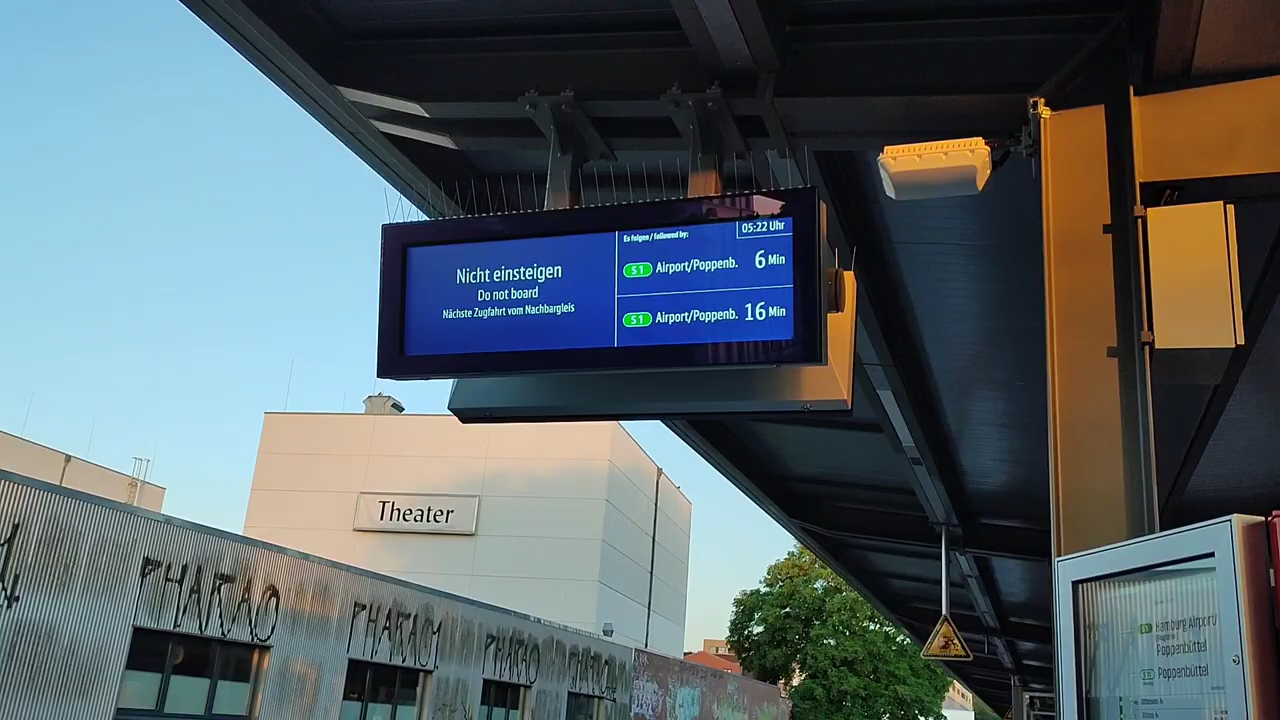 Nicht einsteigen
Do not board
Nächste Zugfahrt vom Nachbargleis
Es folgen / followed by:
05:22 Uhr
S1 Airport/Poppenb. 6 Min
S1 Airport/Poppenb. 16 Min
Theater
PHARAO
PHARAO
PHARAO
S1 Hamburg Airport/
Poppenbüttel
S11 Poppenbüttel